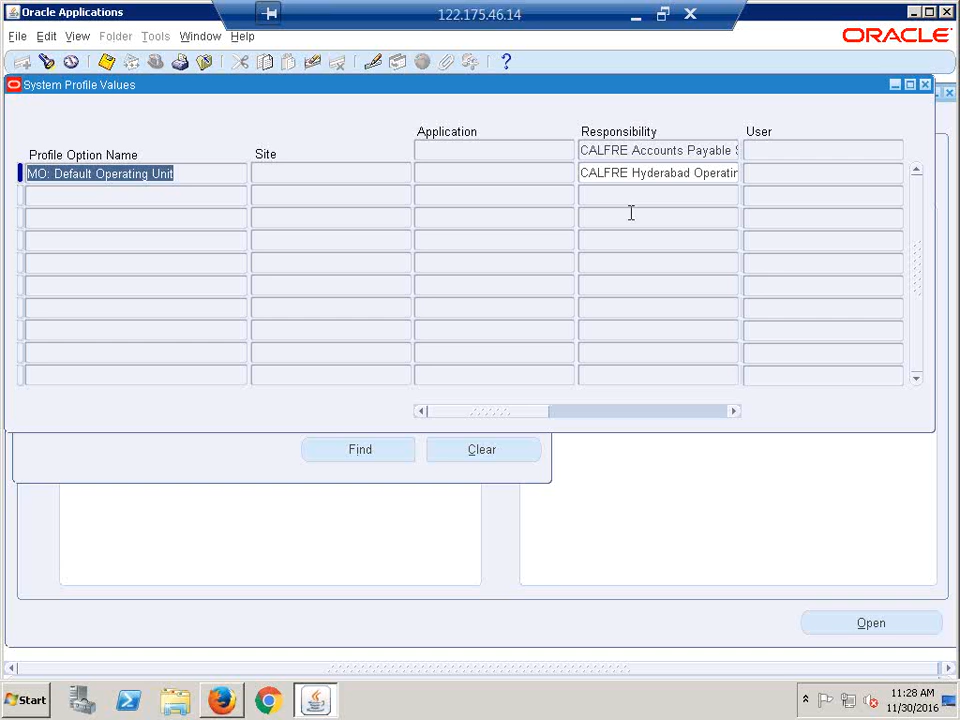 Oracle Applications
122.175.46.14
File Edit View Folder Tools Window Help
ORACLE
System Profile Values
Application Responsibility User
Profile Option Name Site
CALFRE Accounts Payable S
MO: Default Operating Unit
CALFRE Hyderabad Operatin
Find Clear
Open
Start
11:28 AM
11/30/2016